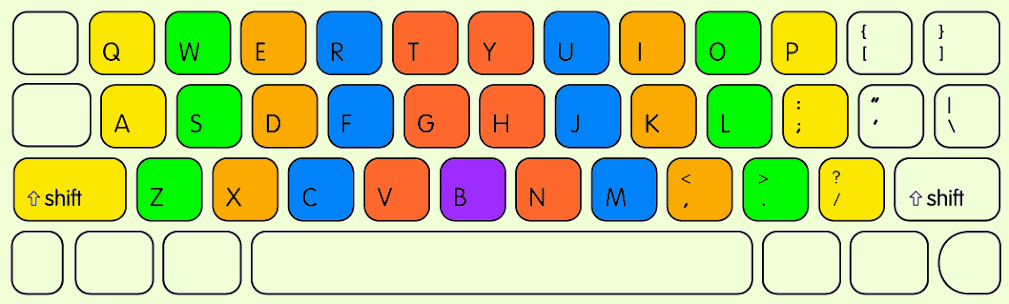 Q W E R T Y U I O P { }
[ ]
A S D F G H J K L : " |
; ' \
⇧ shift Z X C V B N M < > ? ⇧ shift
, . /